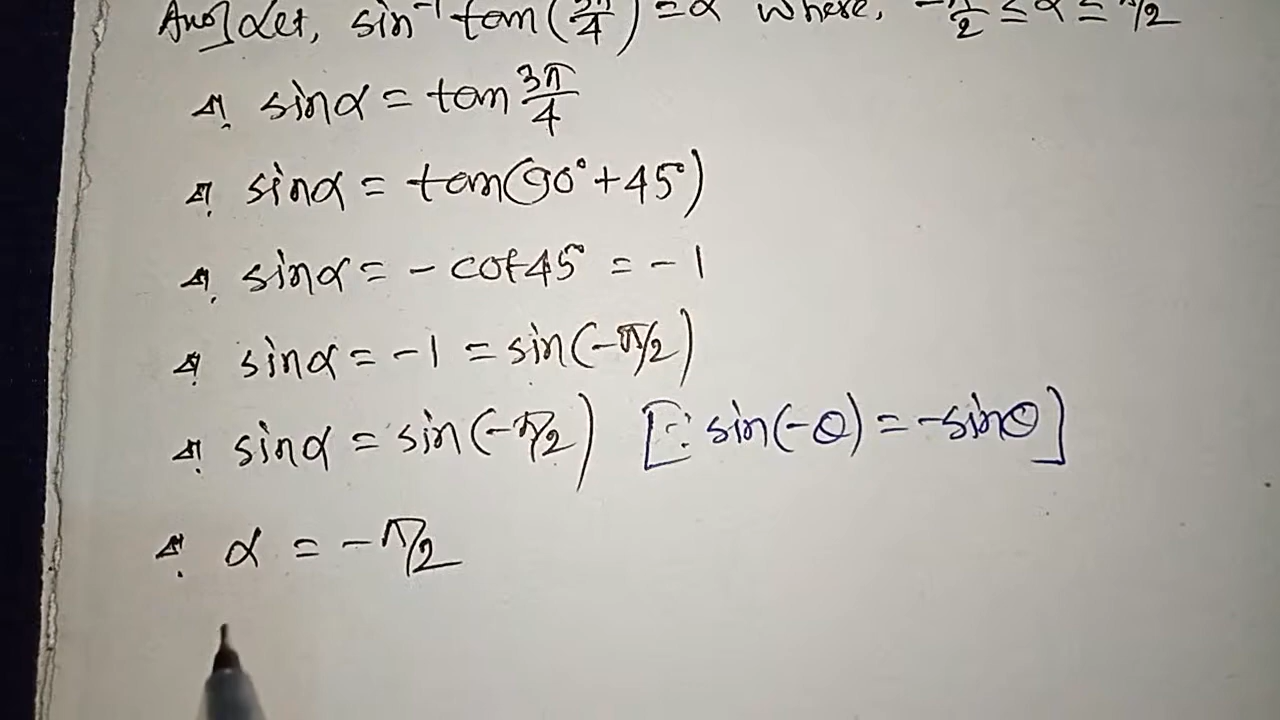 Ans] Let, sin⁻¹ tan(3π/4) = α where, -π/2 ≤ α ≤ π/2
বা, sinα = tan 3π/4
বা, sinα = tan(90° + 45°)
বা, sinα = - cot45° = - 1
বা, sinα = -1 = sin(-π/2)
বা, sinα = sin(-π/2) [∵ sin(-θ) = -sinθ]
বা, α = -π/2